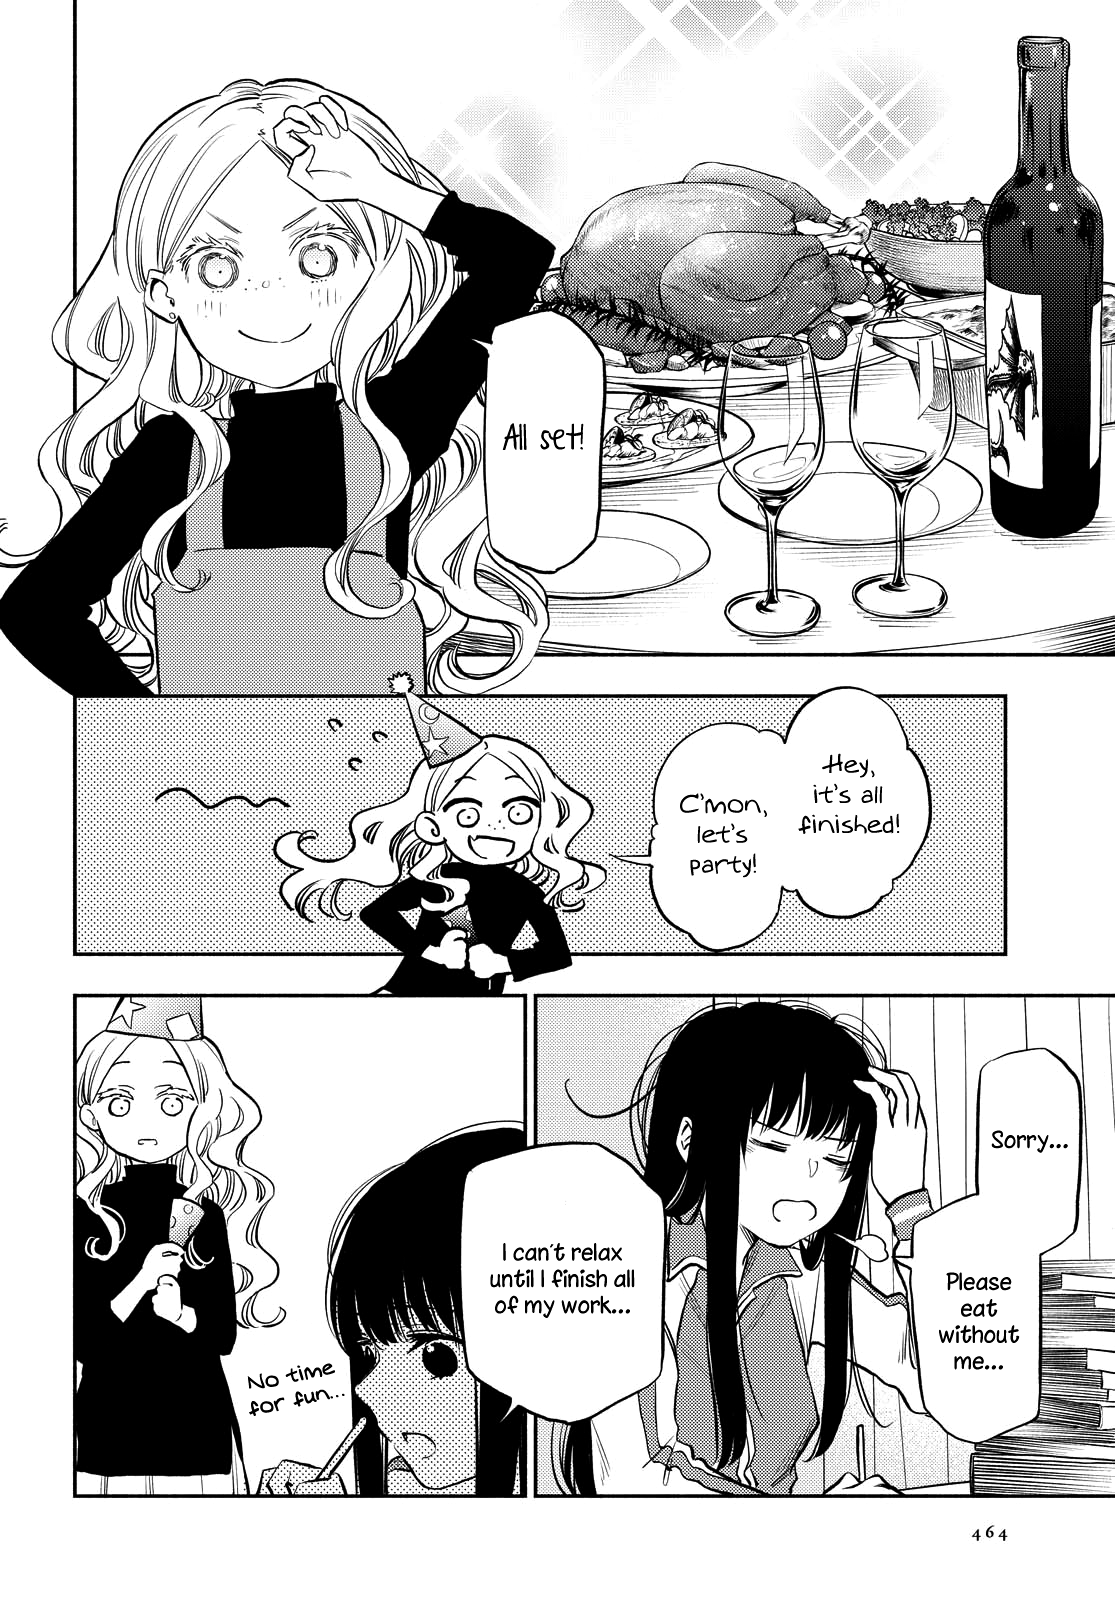 All set!
Hey,
it's all
finished!
C'mon,
let's
party!
Sorry...
Please
eat
without
me...
I can't relax
until I finish all
of my work...
No time
for fun...
464